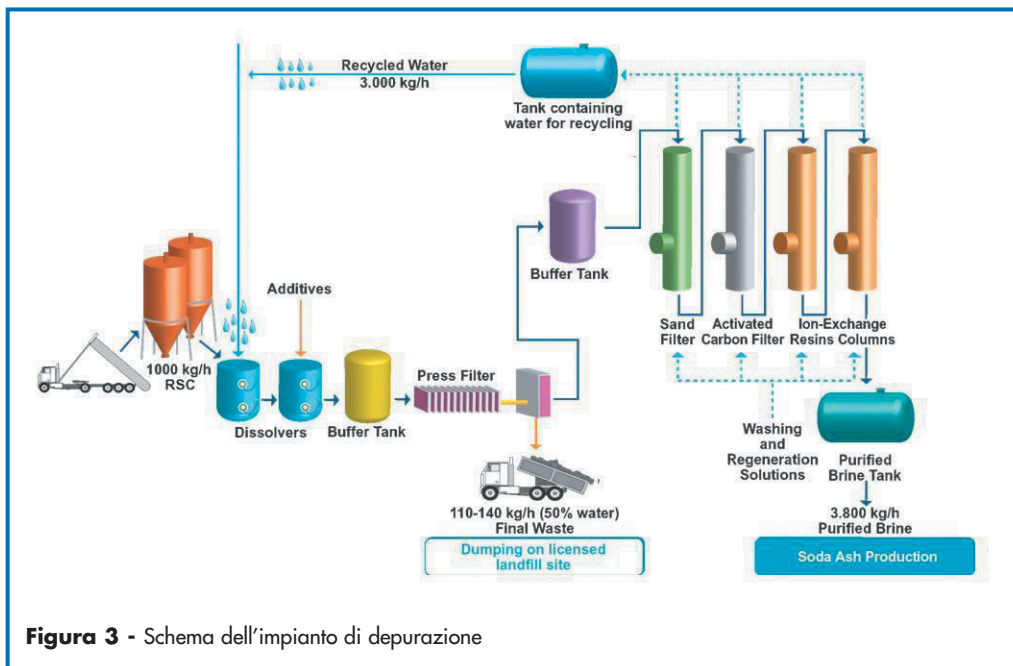 Recycled Water
3.000 kg/h
Tank containing
water for recycling
Buffer Tank
Additives
1000 kg/h
RSC
Dissolvers
Buffer Tank
Press Filter
Sand
Filter
Activated
Carbon Filter
Ion-Exchange
Resins Columns
Washing
and
Regeneration
Solutions
Purified
Brine Tank
110-140 kg/h (50% water)
Final Waste
Dumping on licensed
landfill site
3.800 kg/h
Purified Brine
Soda Ash Production
Figura 3 - Schema dell'impianto di depurazione